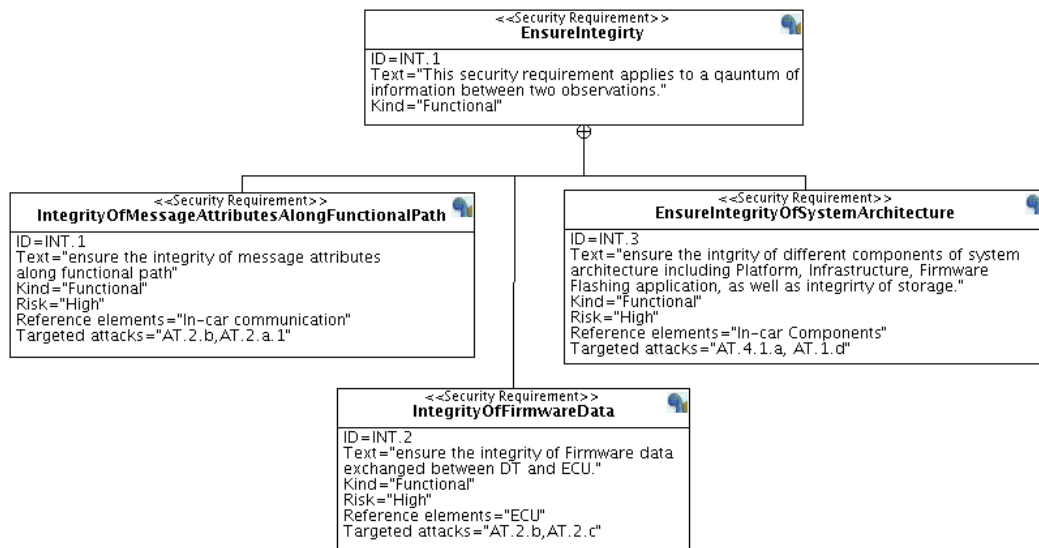 <<Security Requirement>>
EnsureIntegirty
ID=INT.1
Text="This security requirement applies to a qauntum of
information between two observations."
Kind="Functional"
<<Security Requirement>>
IntegrityOfMessageAttributesAlongFunctionalPath
ID=INT.1
Text="ensure the integrity of message attributes
along functional path"
Kind="Functional"
Risk="High"
Reference elements="In-car communication"
Targeted attacks="AT.2.b,AT.2.a.1"
<<Security Requirement>>
EnsureIntegrityOfSystemArchitecture
ID=INT.3
Text="ensure the intgrity of different components of system
architecture including Platform, Infrastructure, Firmware
Flashing application, as well as integrirty of storage."
Kind="Functional"
Risk="High"
Reference elements="In-car Components"
Targeted attacks="AT.4.1.a, AT.1.d"
<<Security Requirement>>
IntegrityOfFirmwareData
ID=INT.2
Text="ensure the integrity of Firmware data
exchanged between DT and ECU."
Kind="Functional"
Risk="High"
Reference elements="ECU"
Targeted attacks="AT.2.b,AT.2.c"